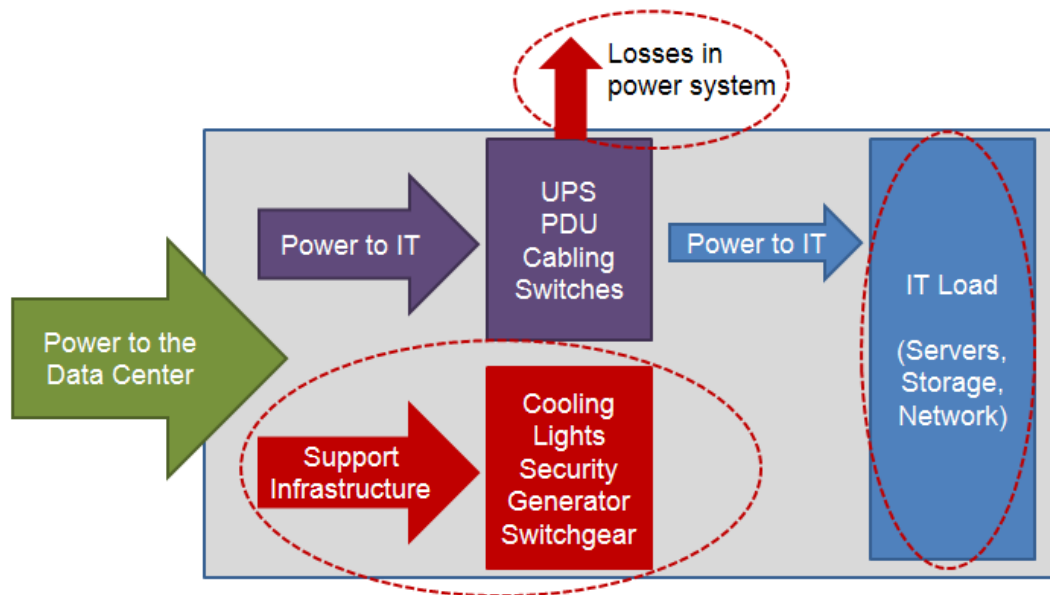 Losses in
power system
Power to the
Data Center
Power to IT
UPS
PDU
Cabling
Switches
Power to IT
IT Load
(Servers,
Storage,
Network)
Support
Infrastructure
Cooling
Lights
Security
Generator
Switchgear